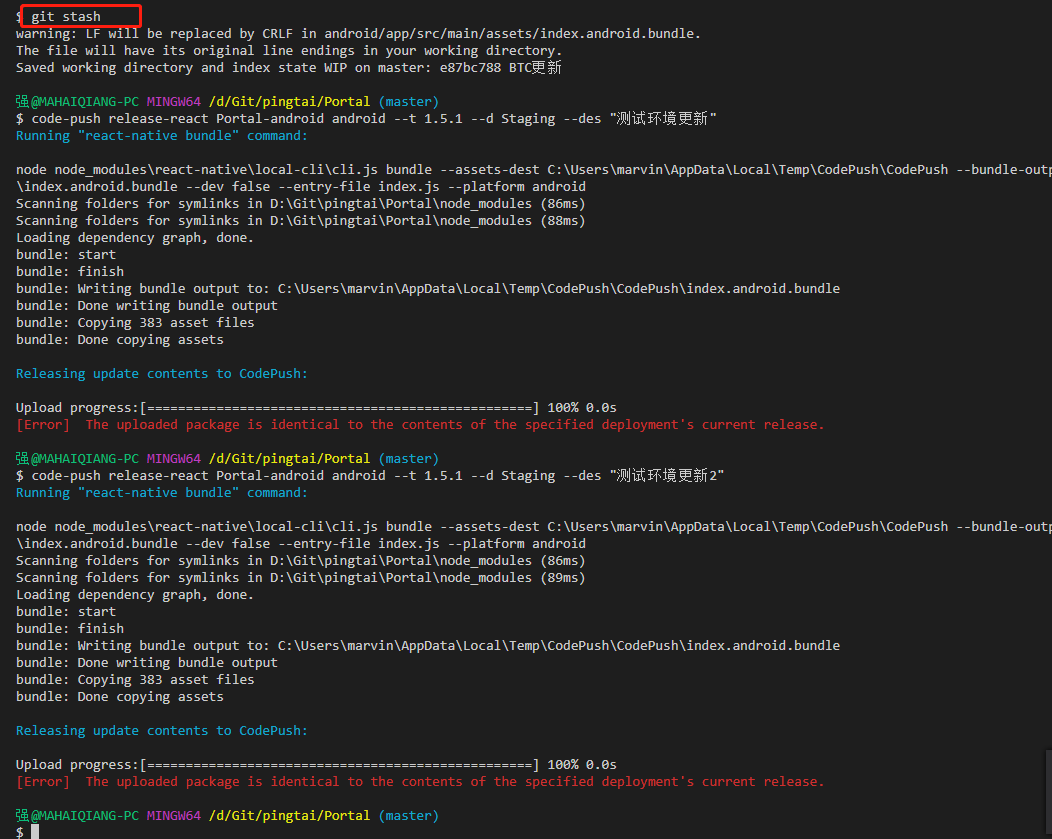 $ git stash
warning: LF will be replaced by CRLF in android/app/src/main/assets/index.android.bundle.
The file will have its original line endings in your working directory.
Saved working directory and index state WIP on master: e87bc788 BTC更新
强@MAHAIQIANG-PC MINGW64 /d/Git/pingtai/Portal (master)
$ code-push release-react Portal-android android --t 1.5.1 --d Staging --des "测试环境更新"
Running "react-native bundle" command:
node node_modules\react-native\local-cli\cli.js bundle --assets-dest C:\Users\marvin\AppData\Local\Temp\CodePush\CodePush --bundle-outp
\index.android.bundle --dev false --entry-file index.js --platform android
Scanning folders for symlinks in D:\Git\pingtai\Portal\node_modules (86ms)
Scanning folders for symlinks in D:\Git\pingtai\Portal\node_modules (88ms)
Loading dependency graph, done.
bundle: start
bundle: finish
bundle: Writing bundle output to: C:\Users\marvin\AppData\Local\Temp\CodePush\CodePush\index.android.bundle
bundle: Done writing bundle output
bundle: Copying 383 asset files
bundle: Done copying assets
Releasing update contents to CodePush:
Upload progress:[==================================================] 100% 0.0s
[Error]  The uploaded package is identical to the contents of the specified deployment's current release.
强@MAHAIQIANG-PC MINGW64 /d/Git/pingtai/Portal (master)
$ code-push release-react Portal-android android --t 1.5.1 --d Staging --des "测试环境更新2"
Running "react-native bundle" command:
node node_modules\react-native\local-cli\cli.js bundle --assets-dest C:\Users\marvin\AppData\Local\Temp\CodePush\CodePush --bundle-outp
\index.android.bundle --dev false --entry-file index.js --platform android
Scanning folders for symlinks in D:\Git\pingtai\Portal\node_modules (86ms)
Scanning folders for symlinks in D:\Git\pingtai\Portal\node_modules (89ms)
Loading dependency graph, done.
bundle: start
bundle: finish
bundle: Writing bundle output to: C:\Users\marvin\AppData\Local\Temp\CodePush\CodePush\index.android.bundle
bundle: Done writing bundle output
bundle: Copying 383 asset files
bundle: Done copying assets
Releasing update contents to CodePush:
Upload progress:[==================================================] 100% 0.0s
[Error]  The uploaded package is identical to the contents of the specified deployment's current release.
强@MAHAIQIANG-PC MINGW64 /d/Git/pingtai/Portal (master)
$